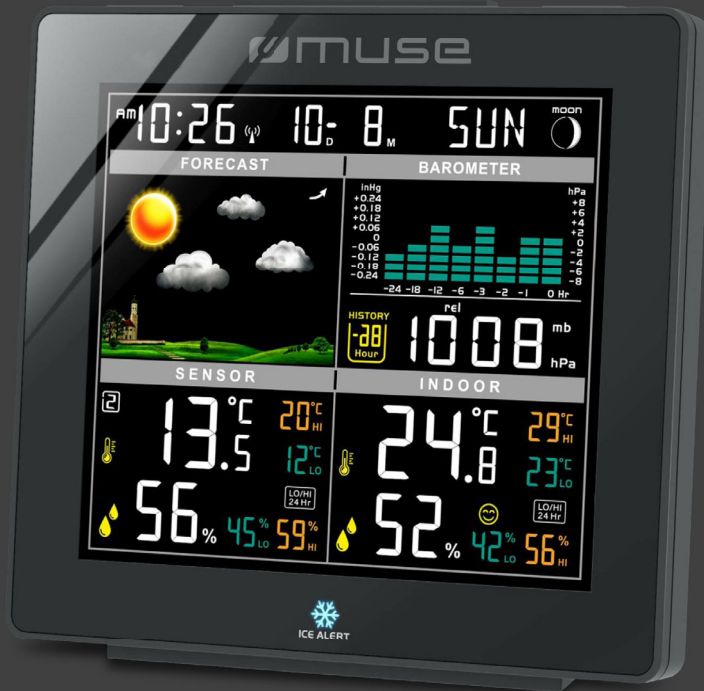 muse
AM 10:26 10-D 8M SUN moon
FORECAST BAROMETER
inHg hPa
+0.24 +8
+0.18 +6
+0.12 +4
+0.06 +2
0 0
-0.06 -2
-0.12 -4
-0.18 -6
-0.24 -8
-24 -18 -12 -6 -3 -2 -1 0 Hr
rel
HISTORY
-38
Hour
1008 mb
hPa
SENSOR INDOOR
2 13.5 °C 20°C HI
12°C LO
LO/HI
24 Hr
56% 45% LO 59% HI
24.8 °C 29°C HI
23°C LO
LO/HI
24 Hr
52% 42% LO 56% HI
ICE ALERT